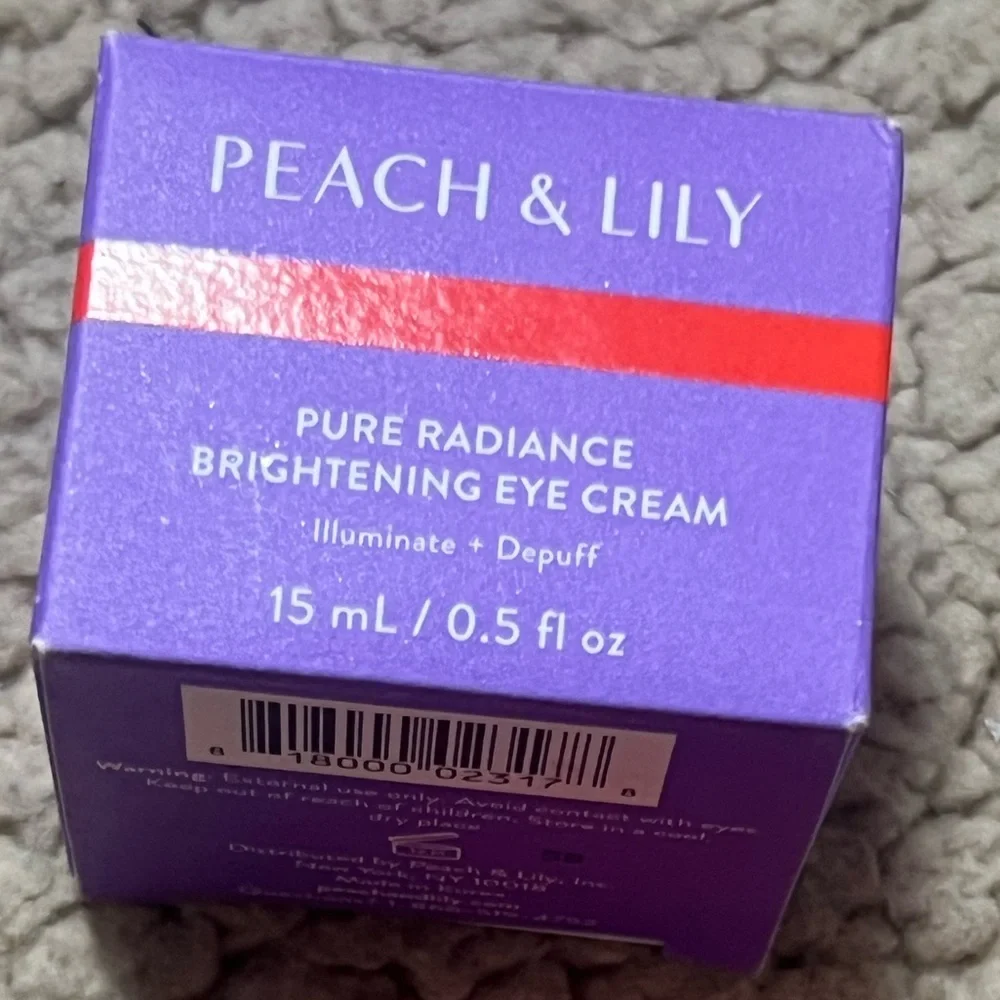 PEACH & LILY
PURE RADIANCE
BRIGHTENING EYE CREAM
Illuminate + Depuff
15 mL / 0.5 fl oz
8 18000 02317 8
Warning: External use only. Avoid contact with eyes.
Keep out of reach of children. Store in a cool,
dry place
Distributed by Peach & Lily, Inc.
New York, NY 10018
Made in Korea
peachandlily.com